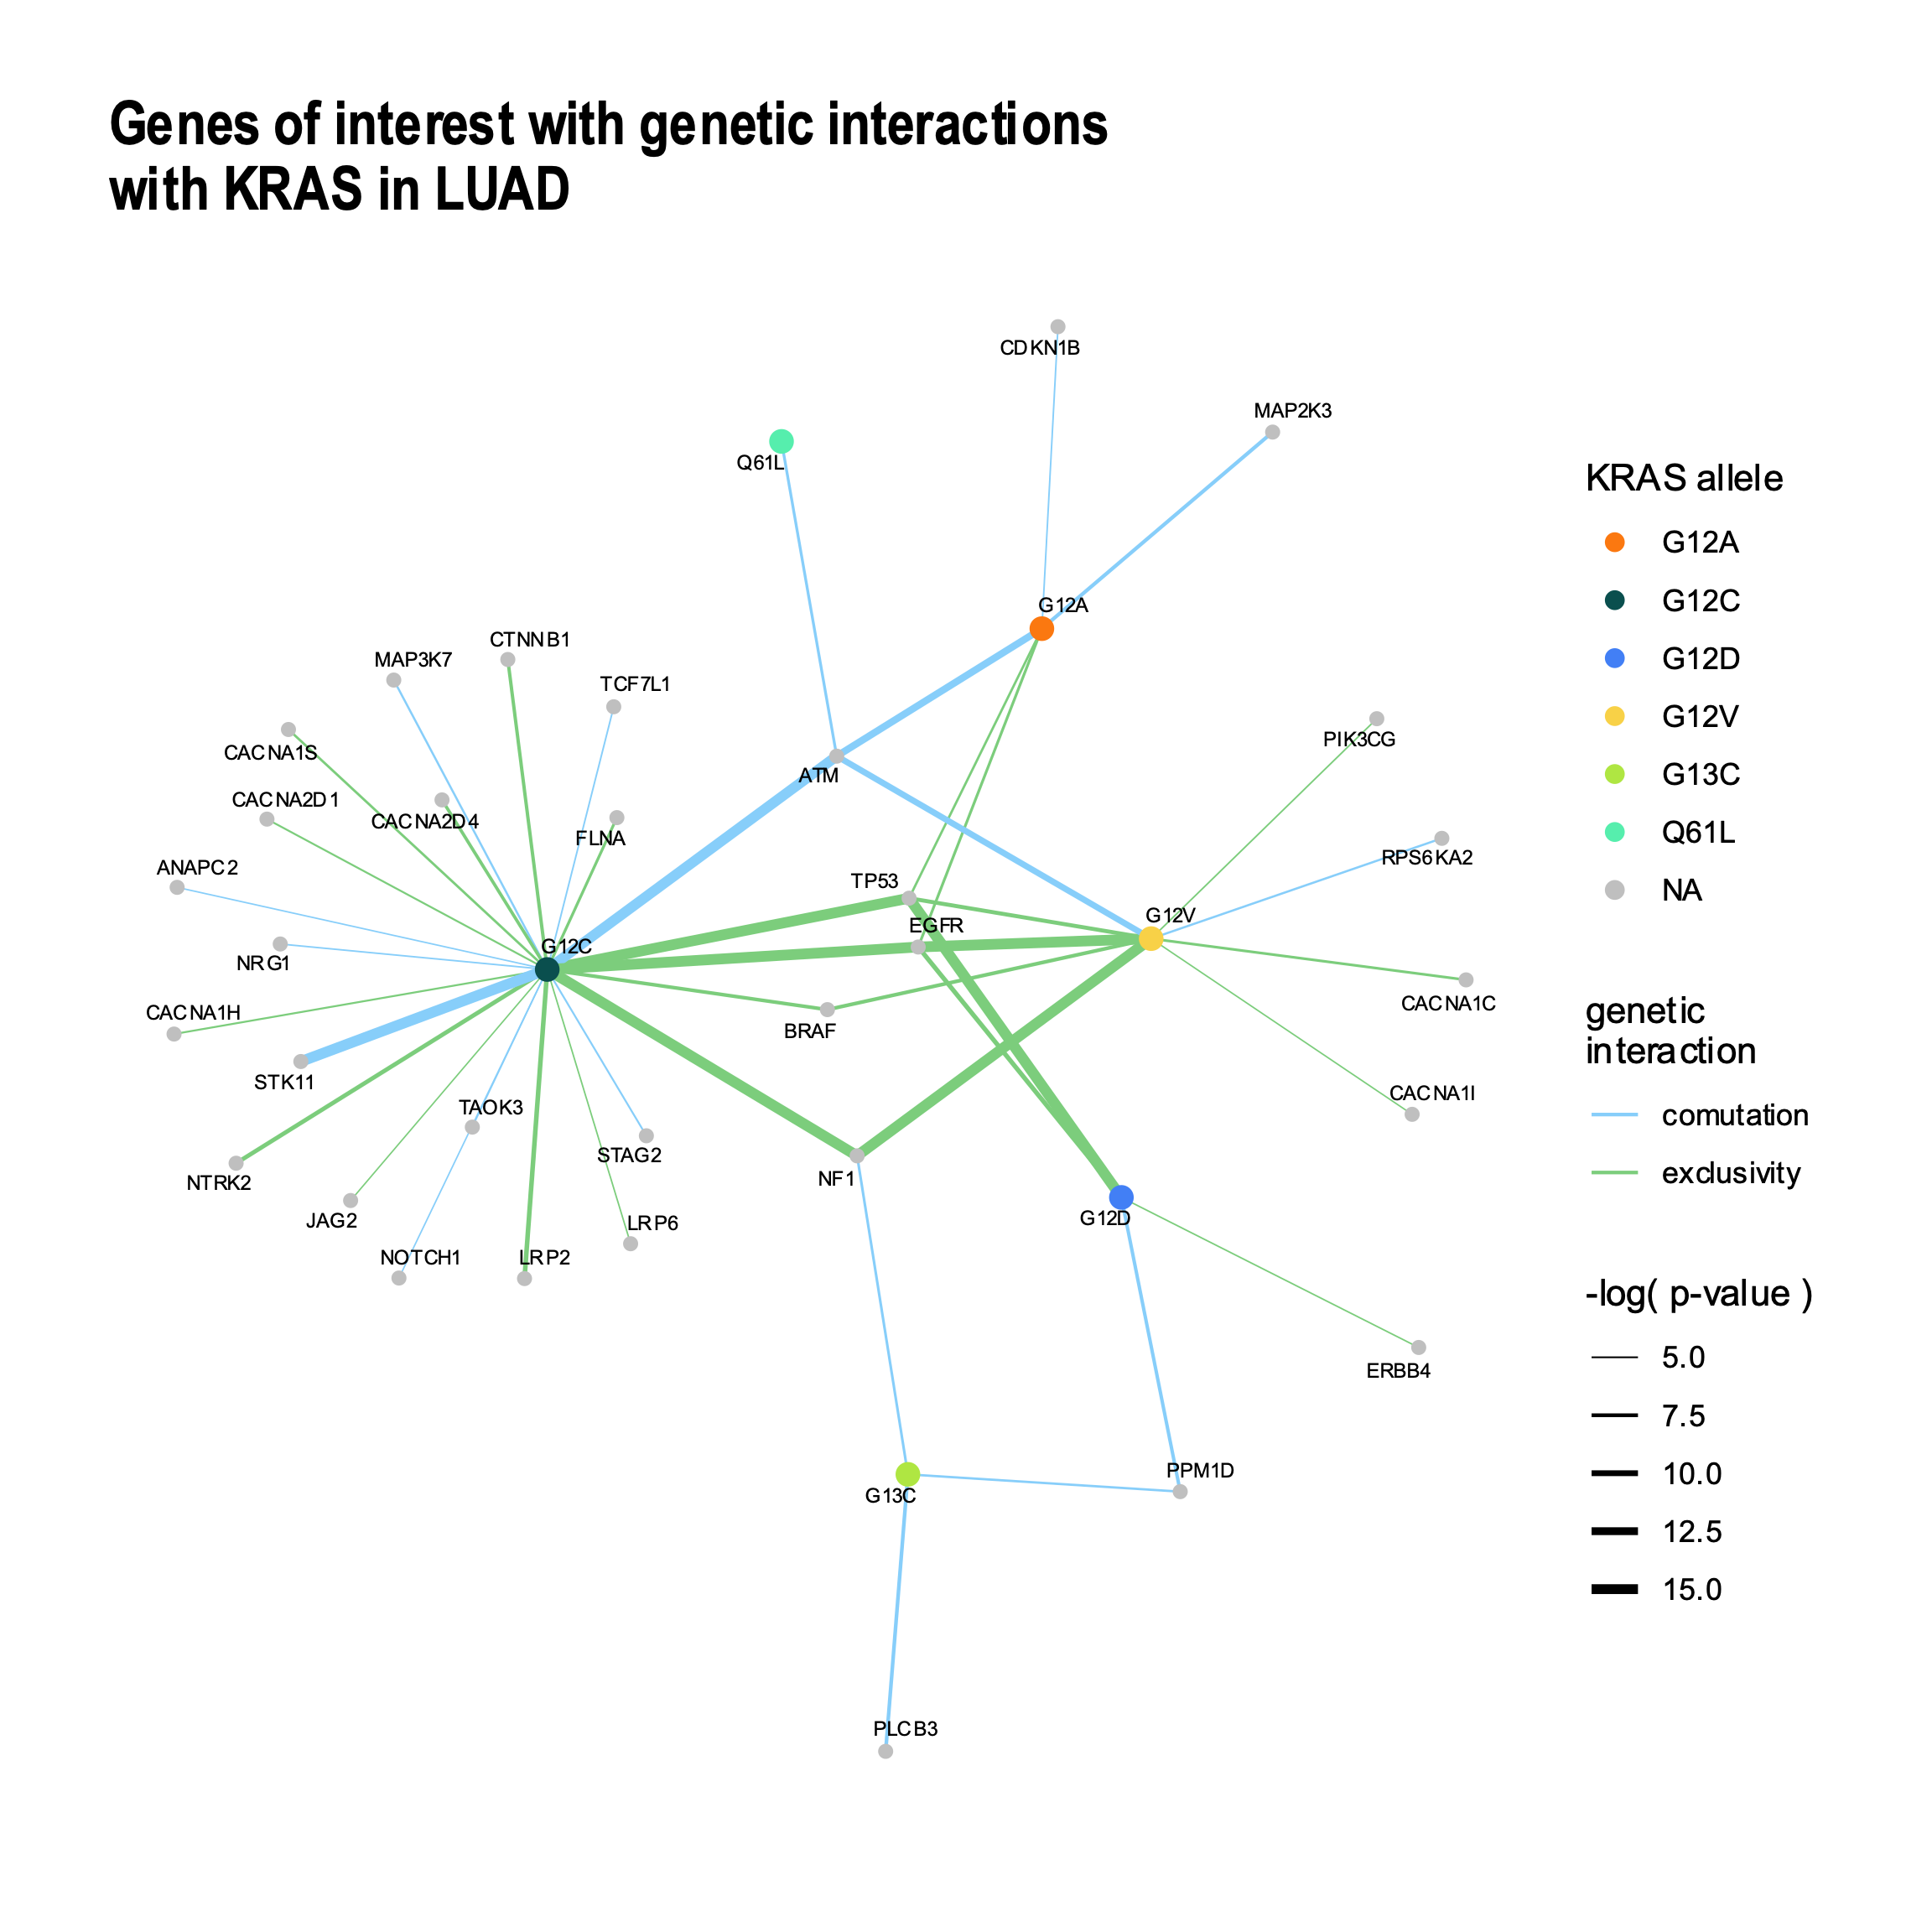 Genes of interest with genetic interactions
with KRAS in LUAD
CDKN1B
MAP2K3
Q61L
G12A
CTNNB1
MAP3K7
TCF7L1
CACNA1S
PIK3CG
ATM
CACNA2D1
CACNA2D4
FLNA
RPS6KA2
ANAPC2
TP53
G12V
EGFR
G12C
NRG1
CACNA1C
CACNA1H
BRAF
STK11
CACNA1I
TAOK3
STAG2
NF1
NTRK2
JAG2
LRP6
G12D
NOTCH1
LRP2
ERBB4
PPM1D
G13C
PLCB3
KRAS allele
G12A
G12C
G12D
G12V
G13C
Q61L
NA
genetic
interaction
comutation
exclusivity
-log( p-value )
5.0
7.5
10.0
12.5
15.0